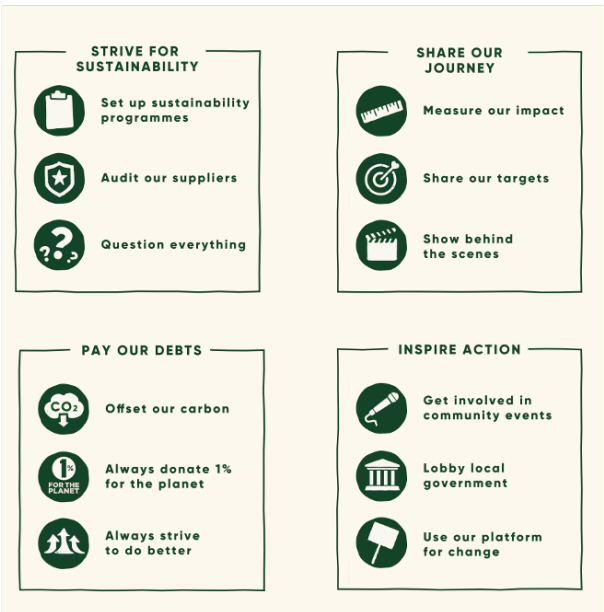 STRIVE FOR
SUSTAINABILITY
Set up sustainability
programmes
Audit our suppliers
Question everything
SHARE OUR
JOURNEY
Measure our impact
Share our targets
Show behind
the scenes
PAY OUR DEBTS
CO2
Offset our carbon
1%
FOR THE
PLANET
Always donate 1%
for the planet
Always strive
to do better
INSPIRE ACTION
Get involved in
community events
Lobby local
government
Use our platform
for change